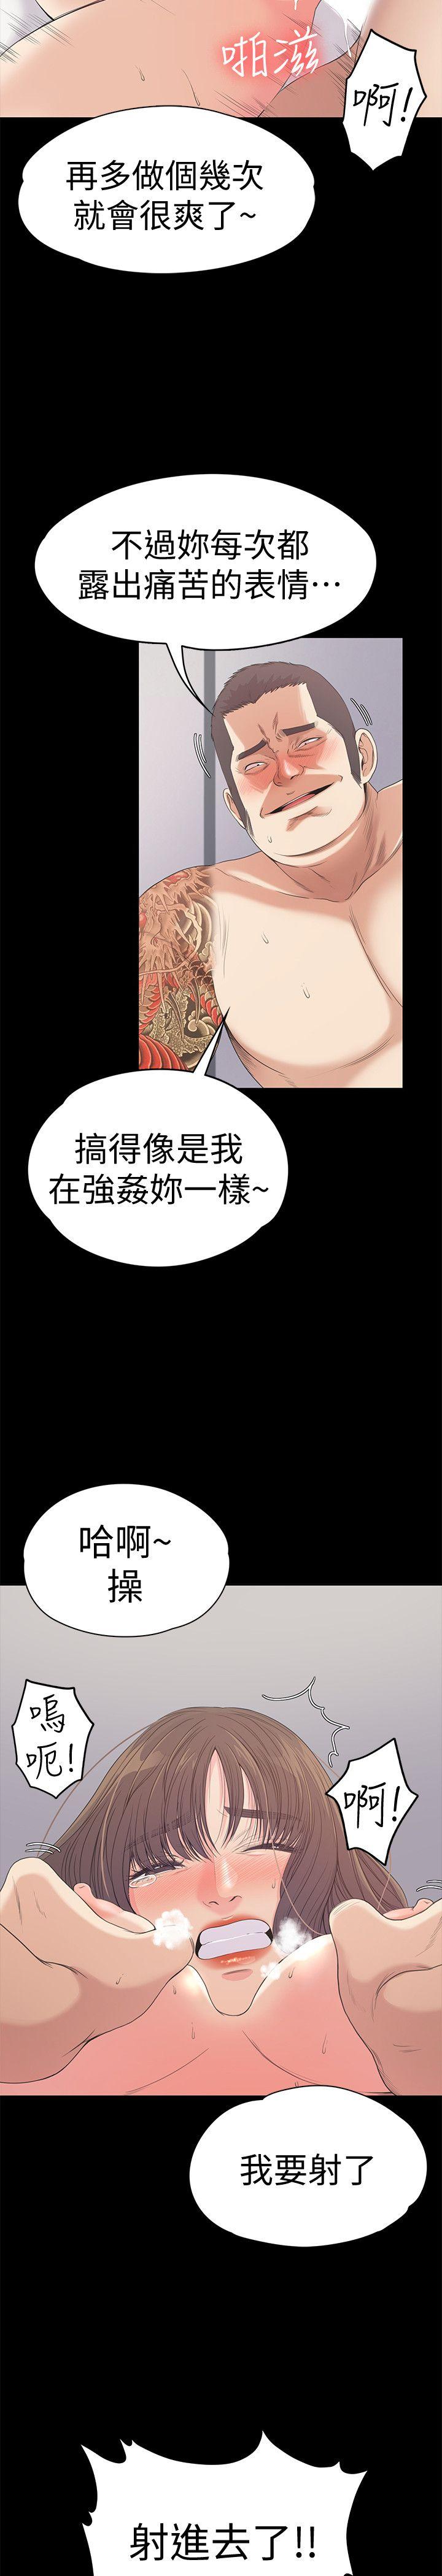 啪滋
啊!
再多做個幾次
就會很爽了~
不過妳每次都
露出痛苦的表情…
搞得像是我
在強姦妳一樣~
哈啊~
操
嗚
呃!
啊!
我要射了
射進去了!!